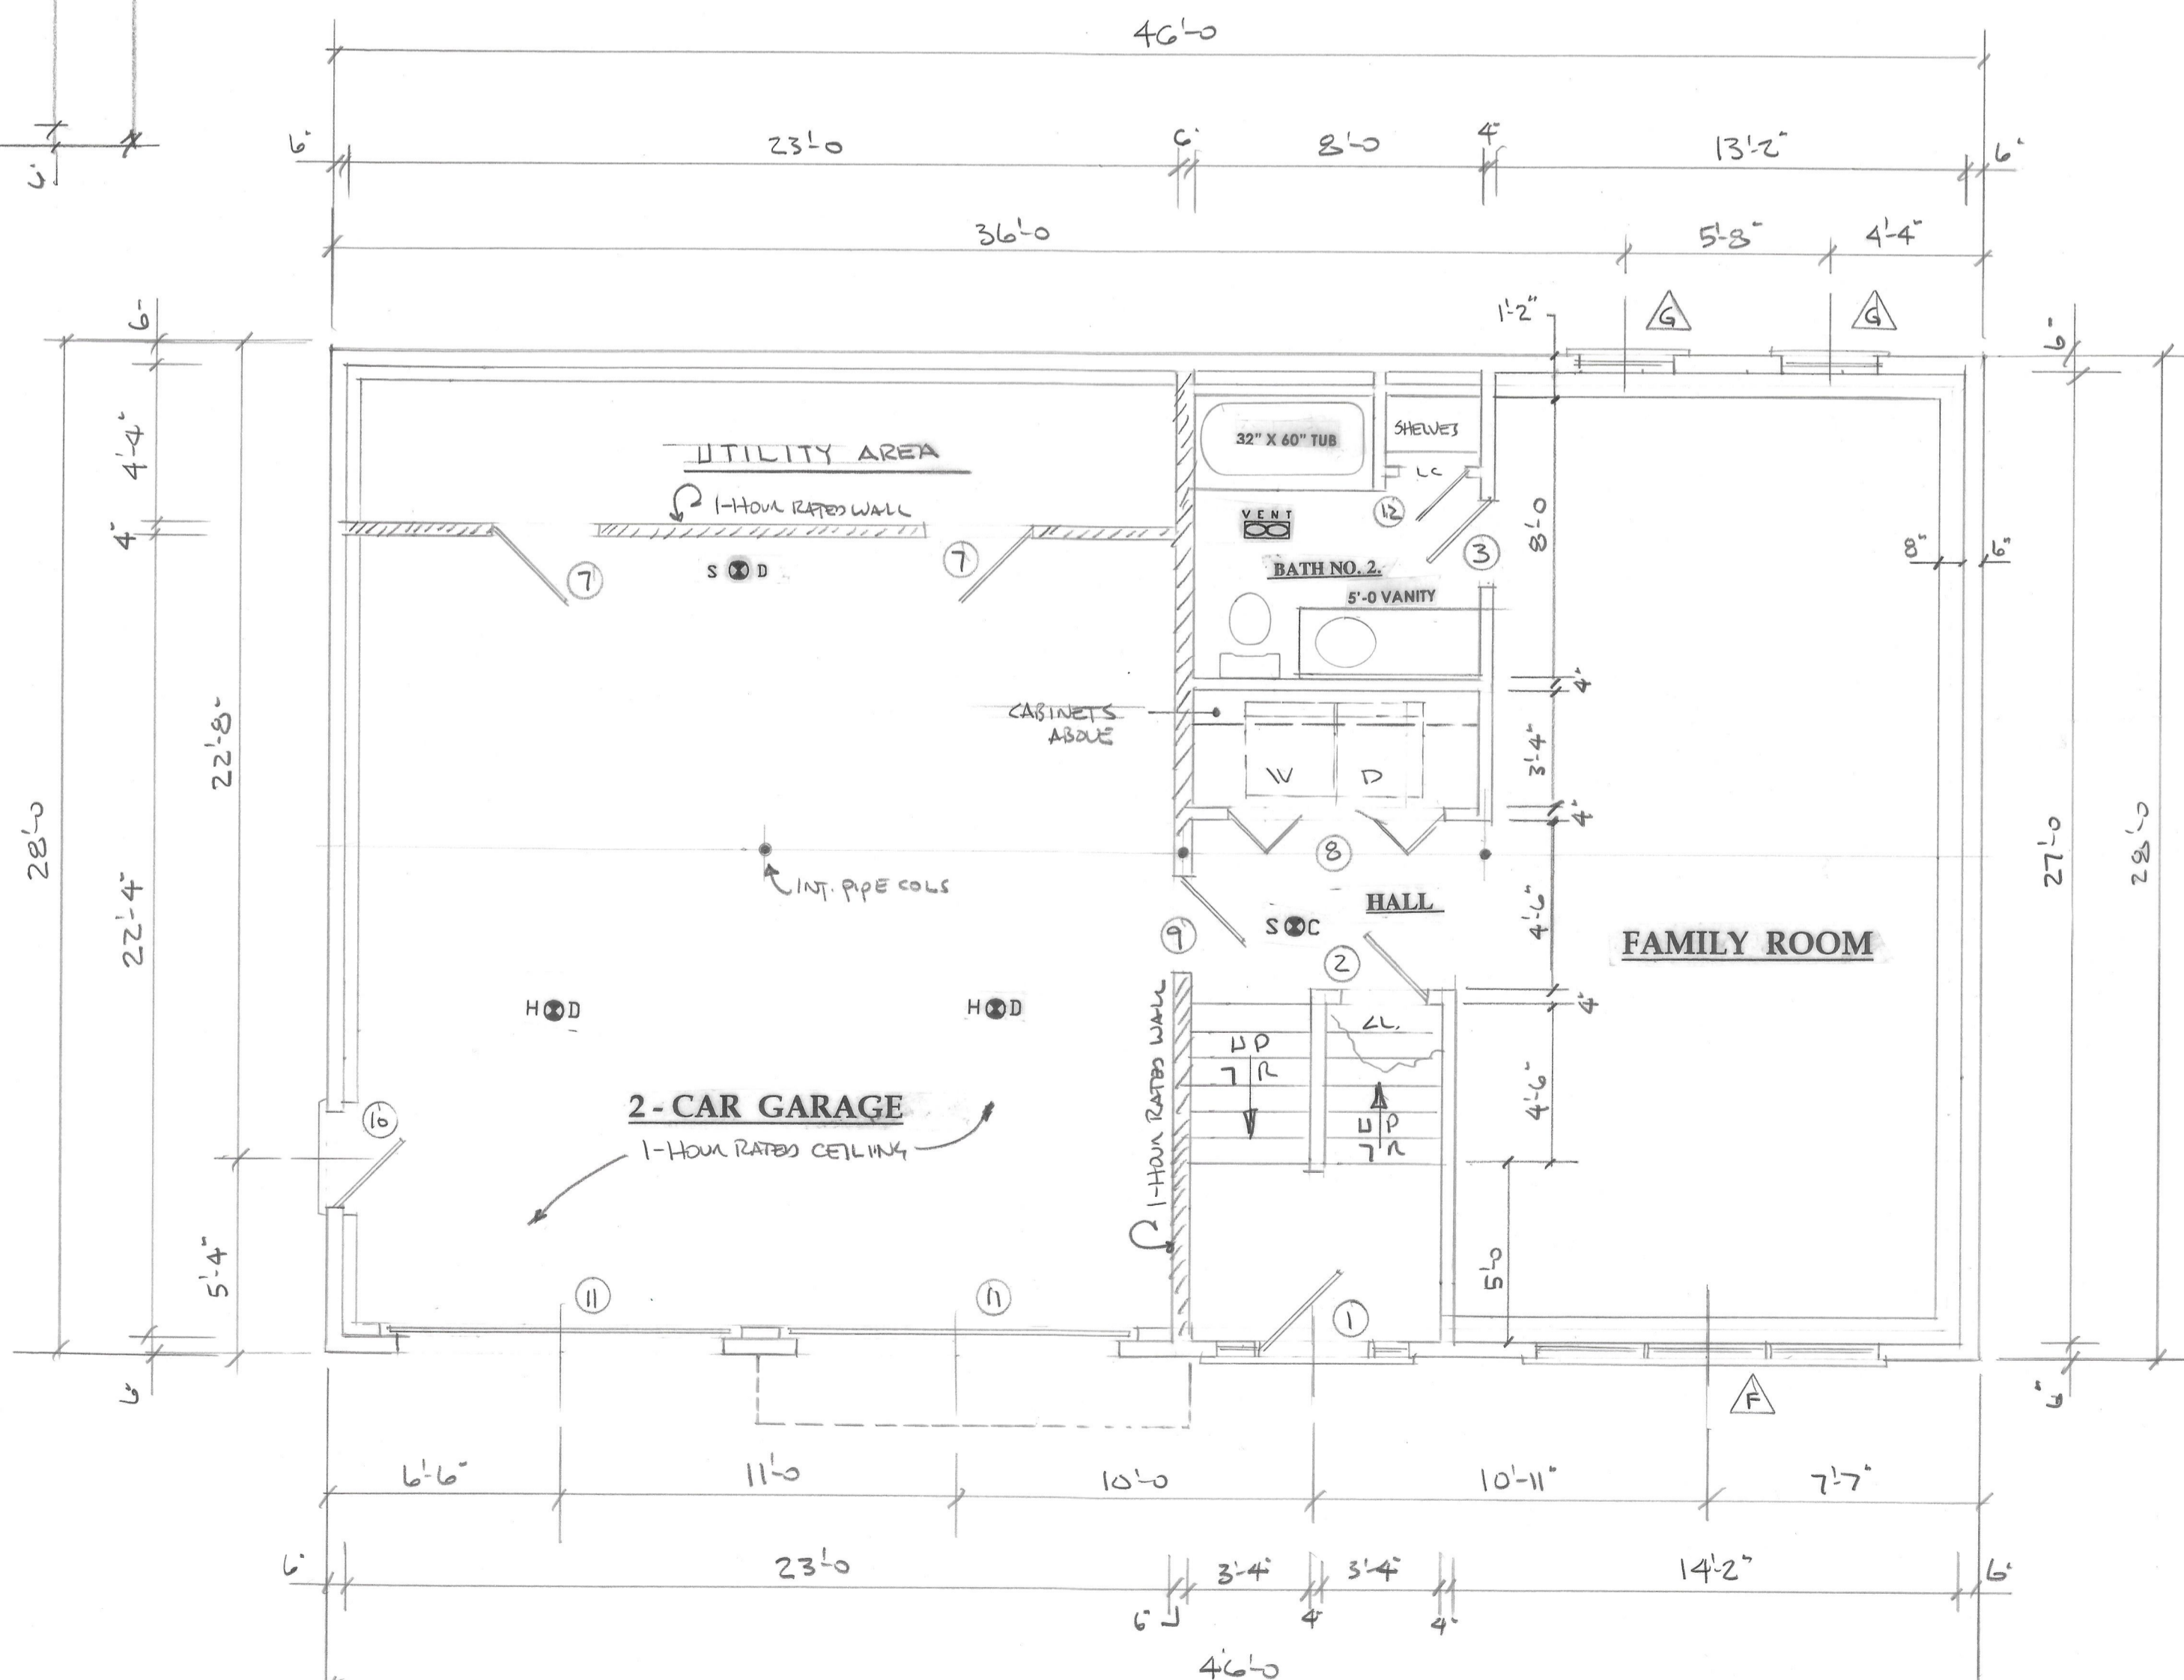 46'-0
6" 23'-0 6" 8'-0 4" 13'-2" 6"
36'-0 5'-8" 4'-4"
1'-2" G G
6" 6"
4'-4"
4"
22'-8"
28'-0
22'-4"
5'-4"
6"
6"
UTILITY AREA
1-HOUR RATED WALL
S D
7 7
32" X 60" TUB
SHELVES
LC
12
VENT
3
BATH NO. 2.
5'-0 VANITY
8'-0
8" 6"
4"
CABINETS
ABOVE
W D
3'-4"
4"
8
INT. PIPE COLS
HALL
9
S C
2
4'-6"
FAMILY ROOM
27'-0
28'-0
H D
H D
4"
CL.
UP
7 R
UP
7 R
4'-6"
1-HOUR RATED WALL
2 - CAR GARAGE
1-HOUR RATED CEILING
10
5'-0
11 11
1
F
6"
6'-6" 11'-0 10'-0 10'-11" 7'-7"
6" 23'-0 3'-4" 3'-4" 14'-2" 6"
6" 4" 4"
46'-0